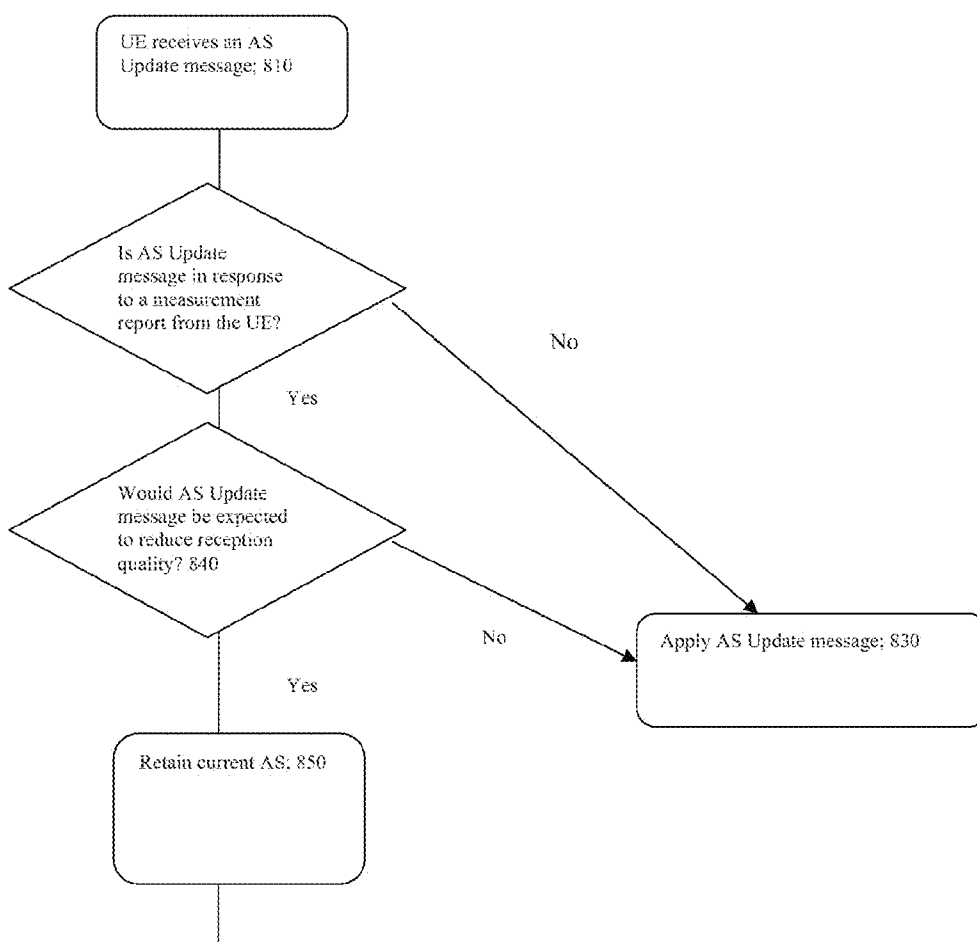 UE receives an AS
Update message; 810
Is AS Update
message in response
to a measurement
report from the UE?
No
Yes
Would AS Update
message be expected
to reduce reception
quality? 840
No
Apply AS Update message; 830
Yes
Retain current AS; 850